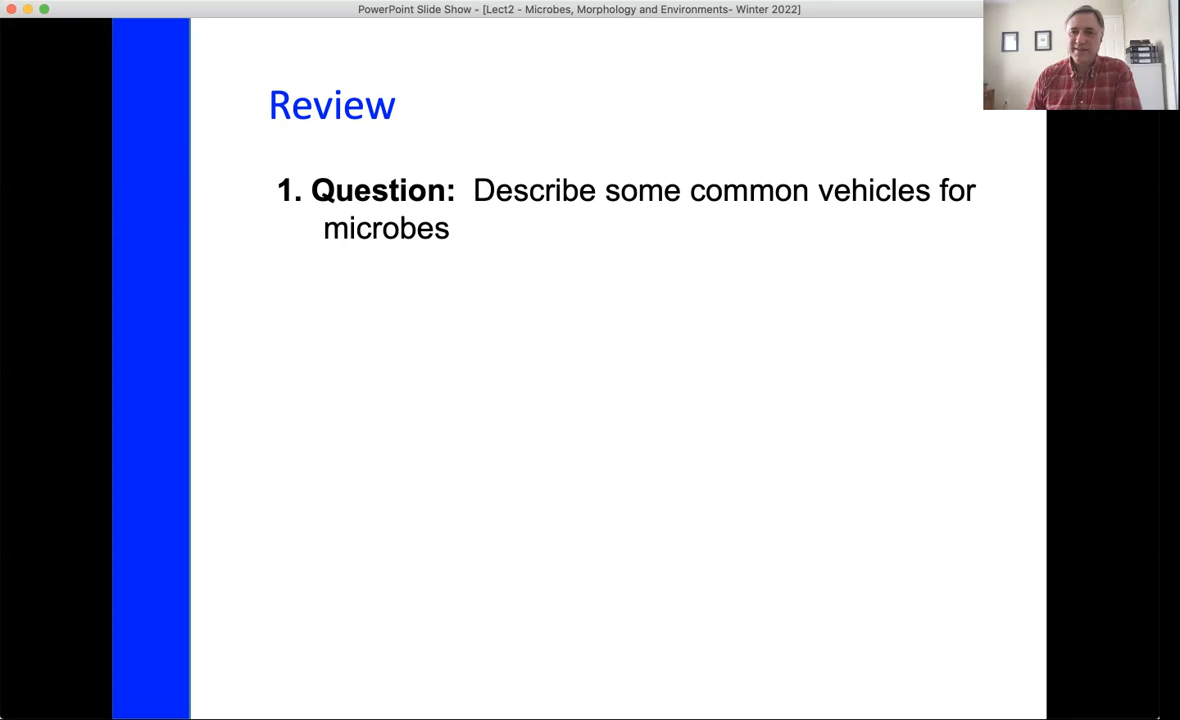 PowerPoint Slide Show - [Lect2 - Microbes, Morphology and Environments- Winter 2022]
Review
1. Question: Describe some common vehicles for
microbes